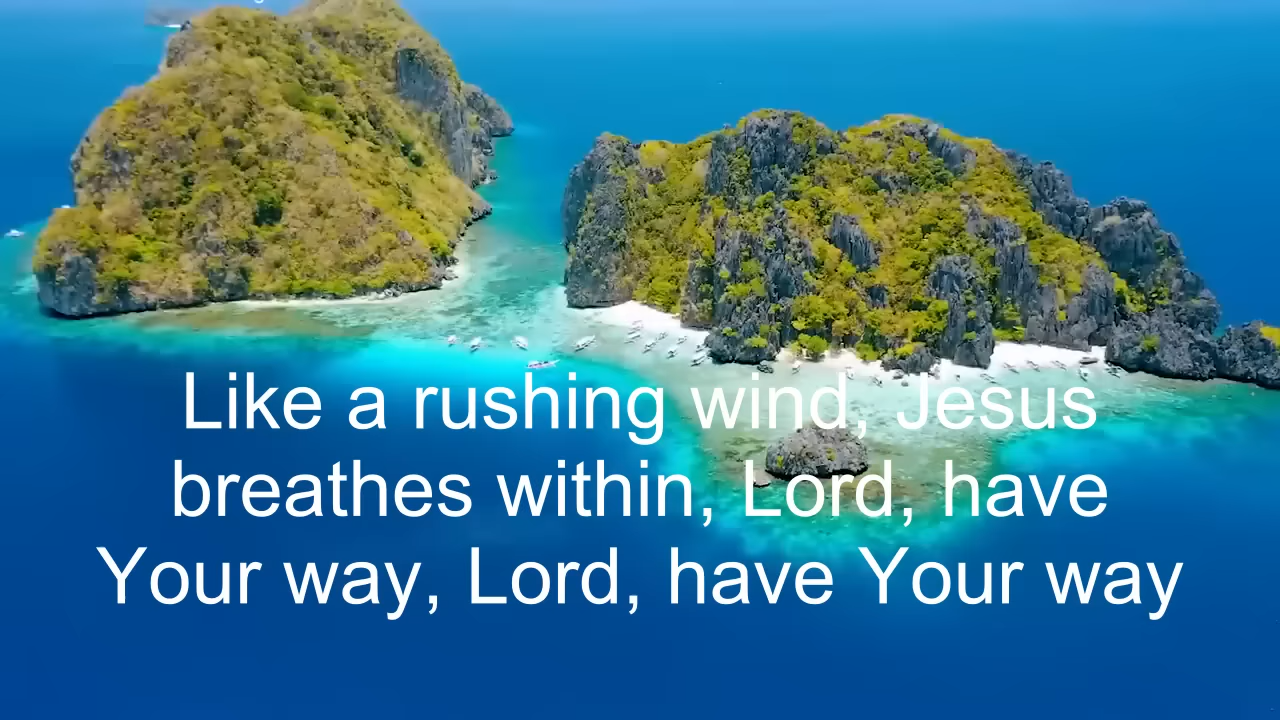 Like a rushing wind, Jesus
breathes within, Lord, have
Your way, Lord, have Your way